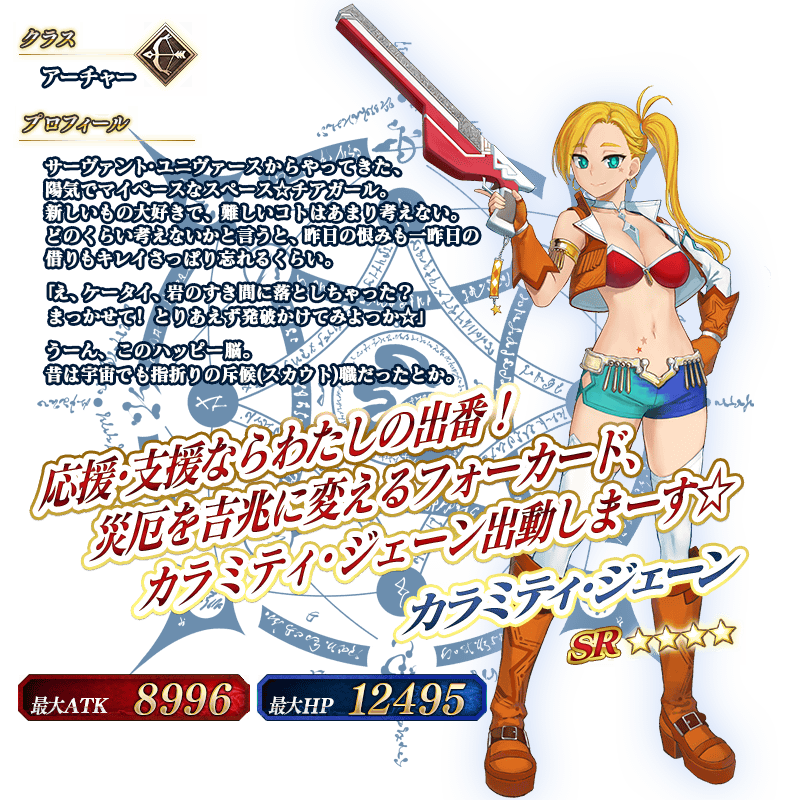 クラス
アーチャー
プロフィール
サーヴァント・ユニヴァースからやってきた、
陽気でマイペースなスペース☆チアガール。
新しいもの大好きで、難しいコトはあまり考えない。
どのくらい考えないかと言うと、昨日の恨みも一昨日の
借りもキレイさっぱり忘れるくらい。
「え、ケータイ、岩のすき間に落としちゃった?
まっかせて! とりあえず発破かけてみよっか☆」
うーん、このハッピー脳。
昔は宇宙でも指折りの斥候(スカウト)職だったとか。
応援・支援ならわたしの出番!
災厄を吉兆に変えるフォーカード、
カラミティ・ジェーン出動しまーす☆
カラミティ・ジェーン
SR ★★★★
最大ATK 8996
最大HP 12495